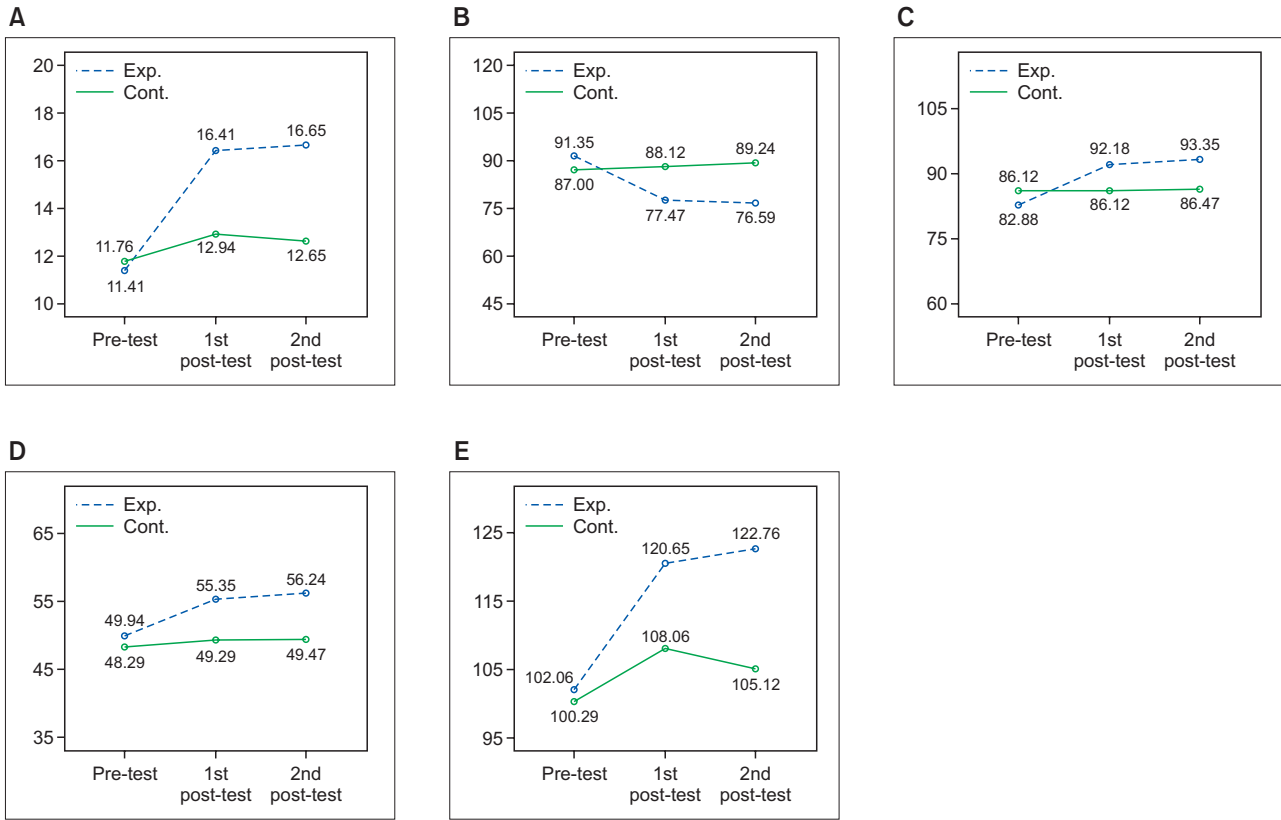 A
20
18
16
14
12
10
Exp.
Cont.
16.41
16.65
11.76
12.94
12.65
11.41
Pre-test
1st
post-test
2nd
post-test
B
120
105
90
75
60
45
Exp.
Cont.
91.35
88.12
89.24
87.00
77.47
76.59
Pre-test
1st
post-test
2nd
post-test
C
105
90
75
60
Exp.
Cont.
92.18
93.35
86.12
86.12
86.47
82.88
Pre-test
1st
post-test
2nd
post-test
D
65
55
45
35
Exp.
Cont.
55.35
56.24
49.94
48.29
49.29
49.47
Pre-test
1st
post-test
2nd
post-test
E
125
115
105
95
Exp.
Cont.
120.65
122.76
108.06
102.06
105.12
100.29
Pre-test
1st
post-test
2nd
post-test